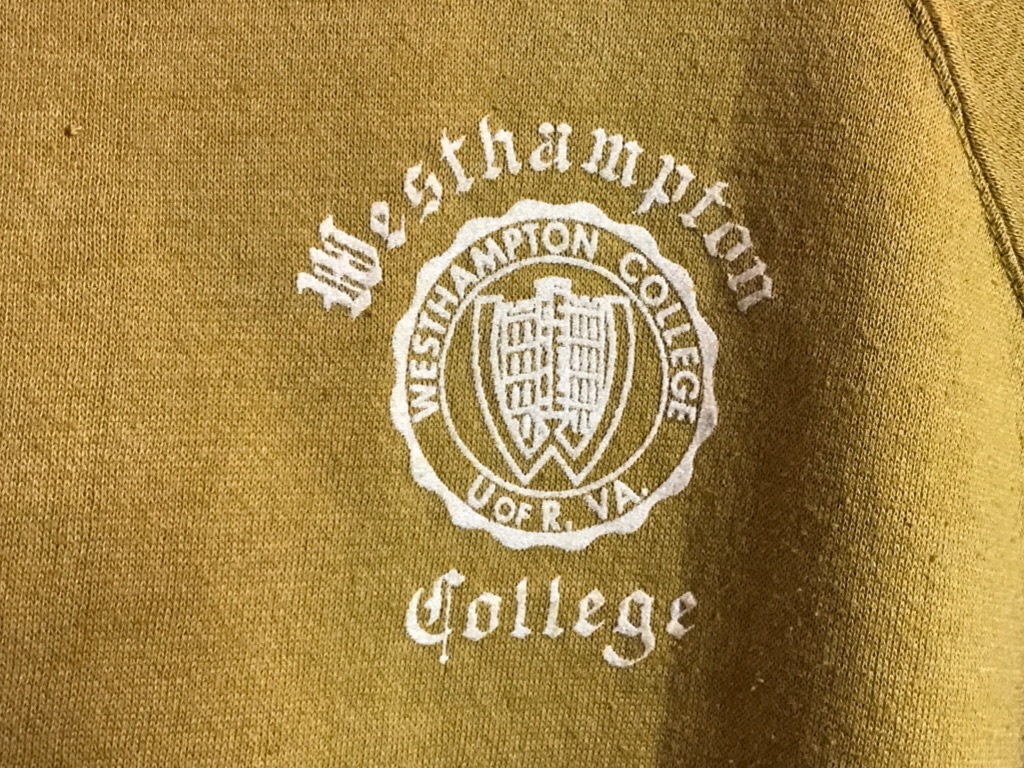 Westhampton
WESTHAMPTON COLLEGE
U OF R, VA.
College